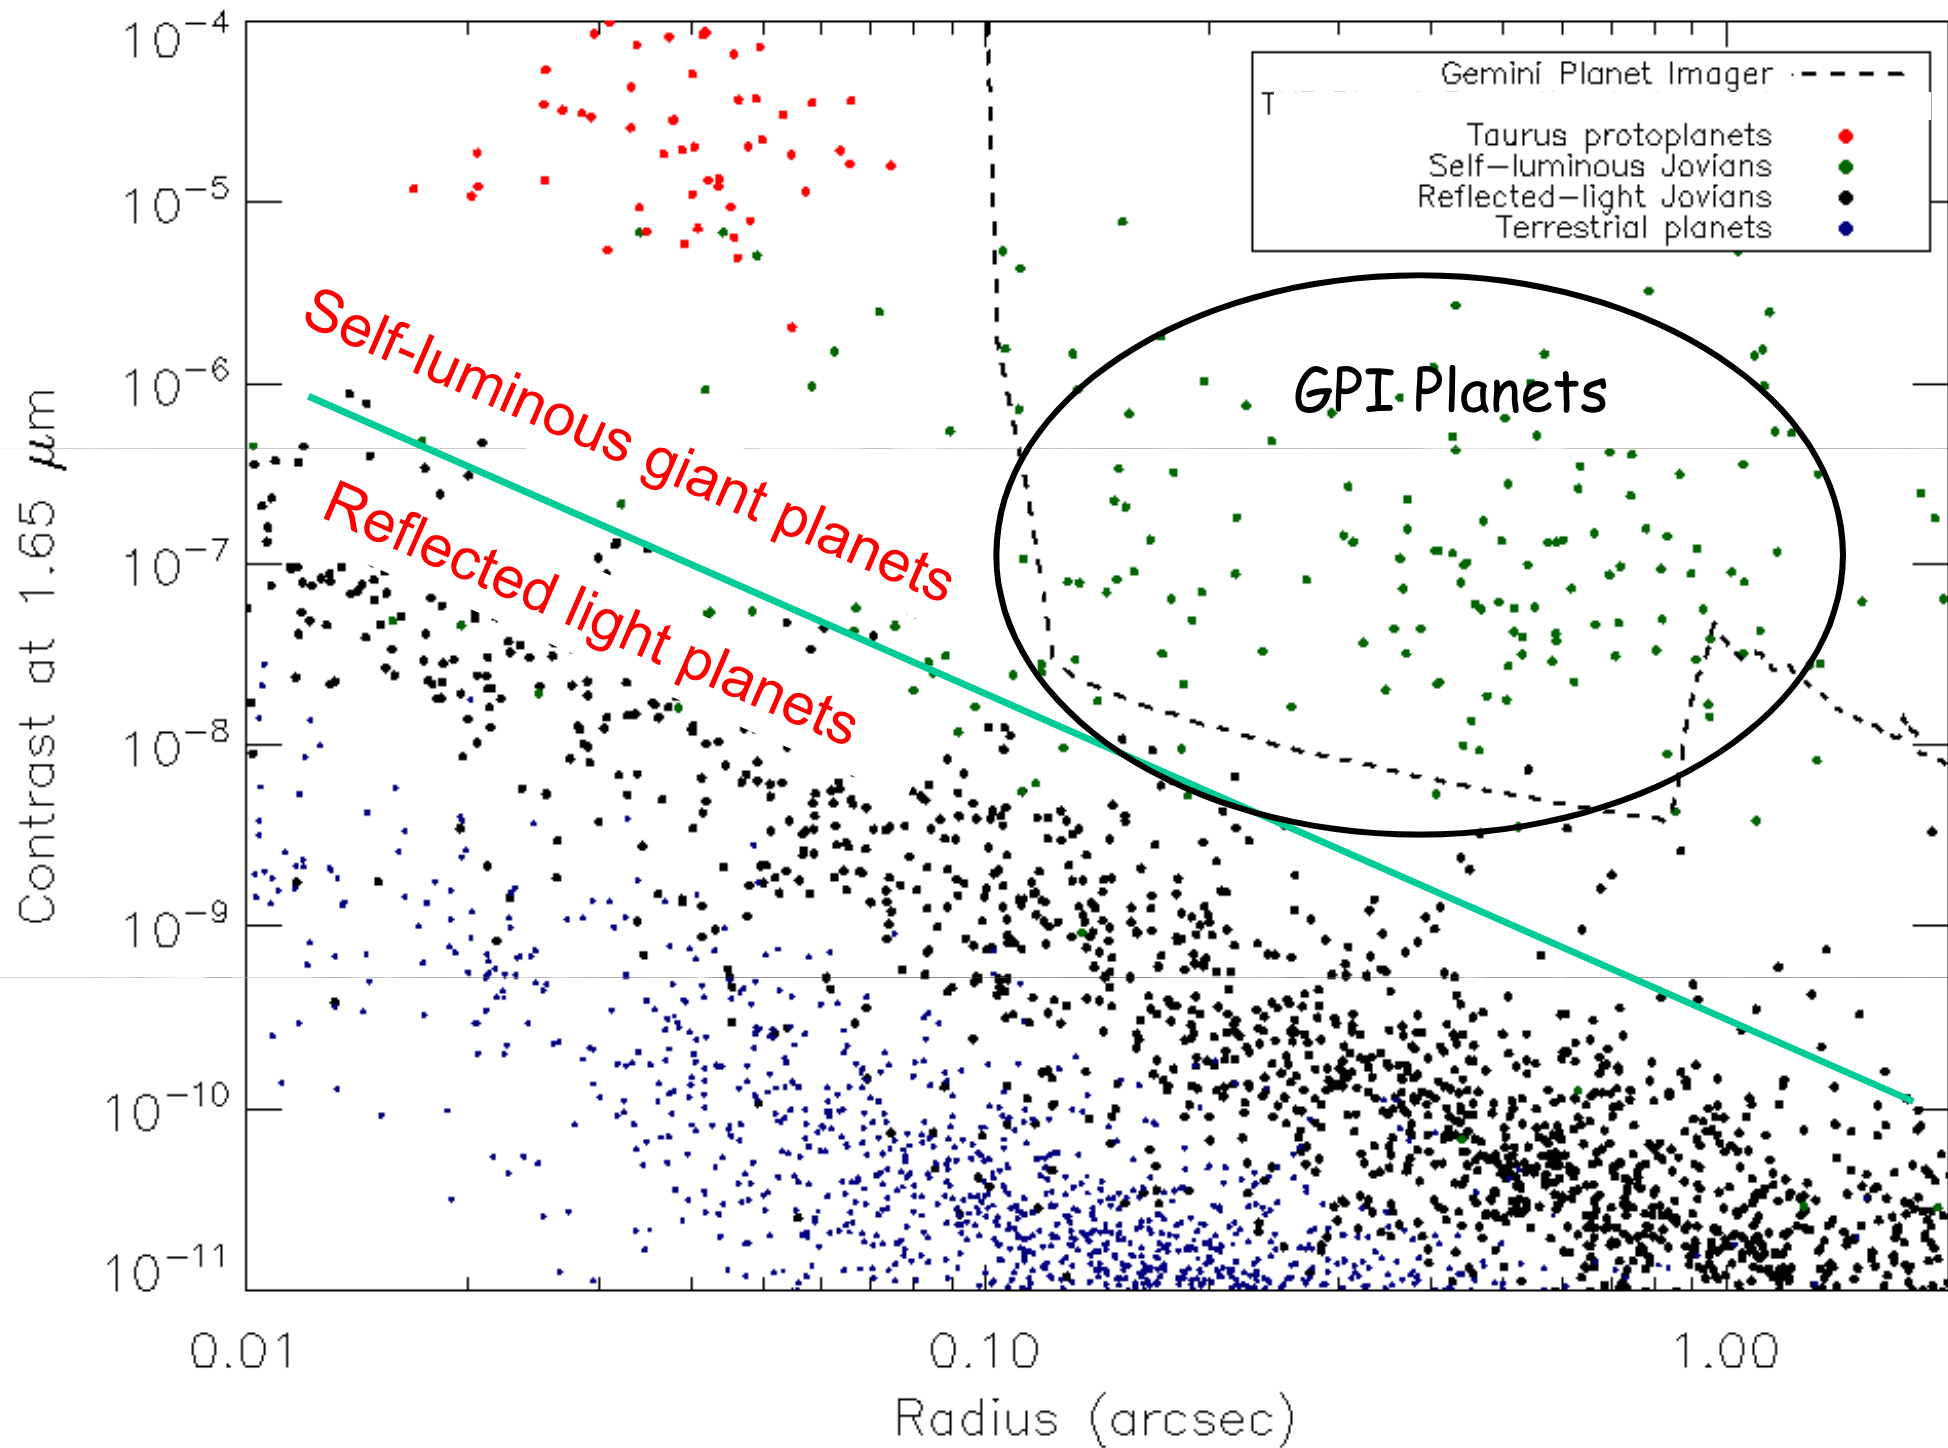 10⁻⁴
10⁻⁵
10⁻⁶
10⁻⁷
10⁻⁸
10⁻⁹
10⁻¹⁰
10⁻¹¹
Contrast at 1.65 μm
Gemini Planet Imager
T
Taurus protoplanets
Self-luminous Jovians
Reflected-light Jovians
Terrestrial planets
Self-luminous giant planets
Reflected light planets
GPI Planets
0.01 0.10 1.00
Radius (arcsec)